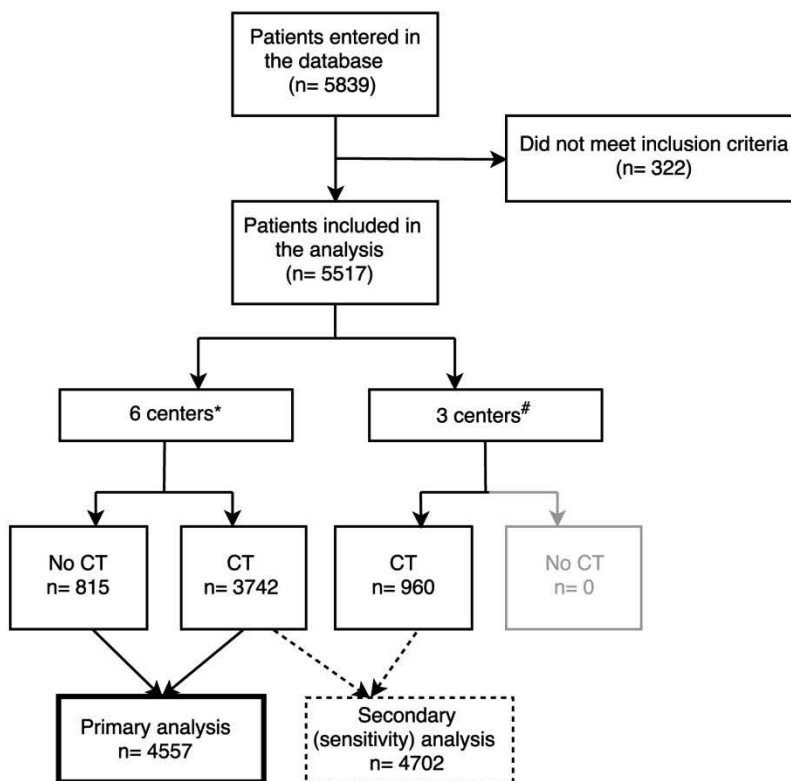 Patients entered in
the database
(n= 5839)
Did not meet inclusion criteria
(n= 322)
Patients included in
the analysis
(n= 5517)
6 centers*
3 centers#
No CT
n= 815
CT
n= 3742
CT
n= 960
No CT
n= 0
Primary analysis
n= 4557
Secondary
(sensitivity) analysis
n= 4702